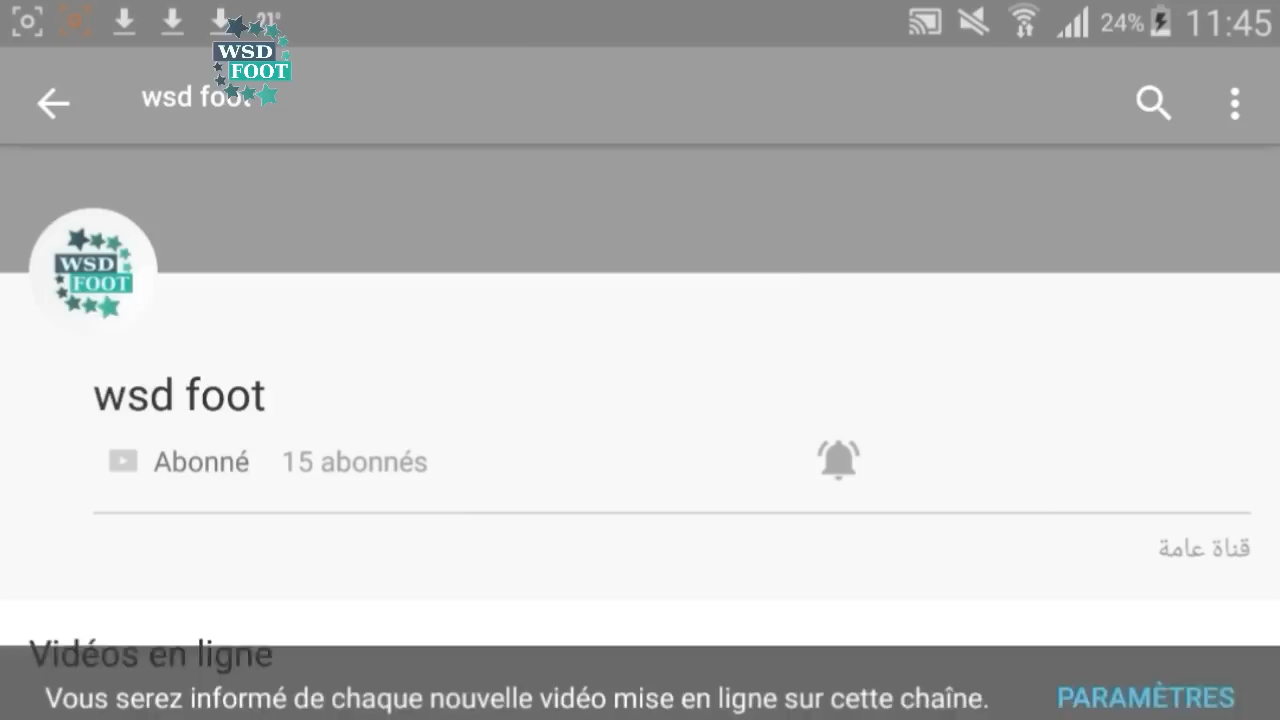 21°
24%
11:45
WSD
FOOT
wsd foot
WSD
FOOT
wsd foot
Abonné
15 abonnés
قناة عامة
Vidéos en ligne
Vous serez informé de chaque nouvelle vidéo mise en ligne sur cette chaîne.
PARAMÈTRES